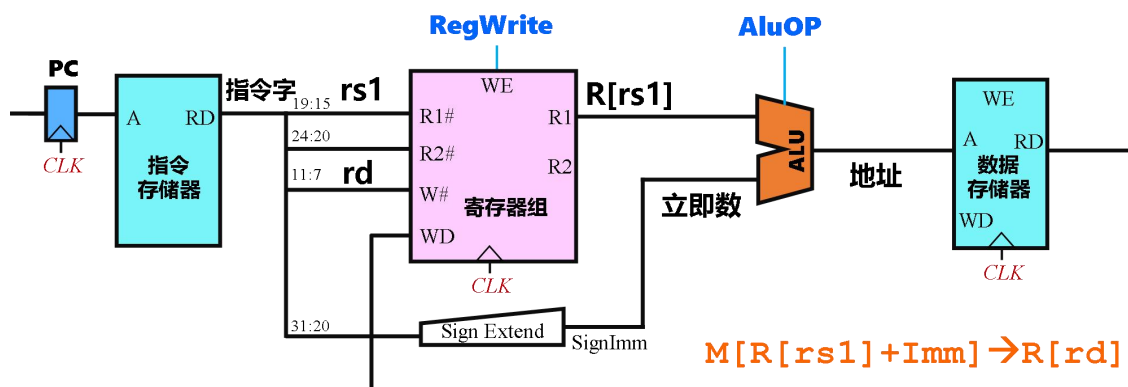 RegWrite
AluOP
PC
指令字
rs1
R[rs1]
WE
WE
19:15
A
RD
R1#
R1
24:20
R2#
ALU
A
RD
指令
存储器
11:7
rd
R2
地址
数据
存储器
CLK
W#
寄存器组
立即数
WD
WD
CLK
CLK
31:20
Sign Extend
SignImm
M[R[rs1]+Imm]→R[rd]